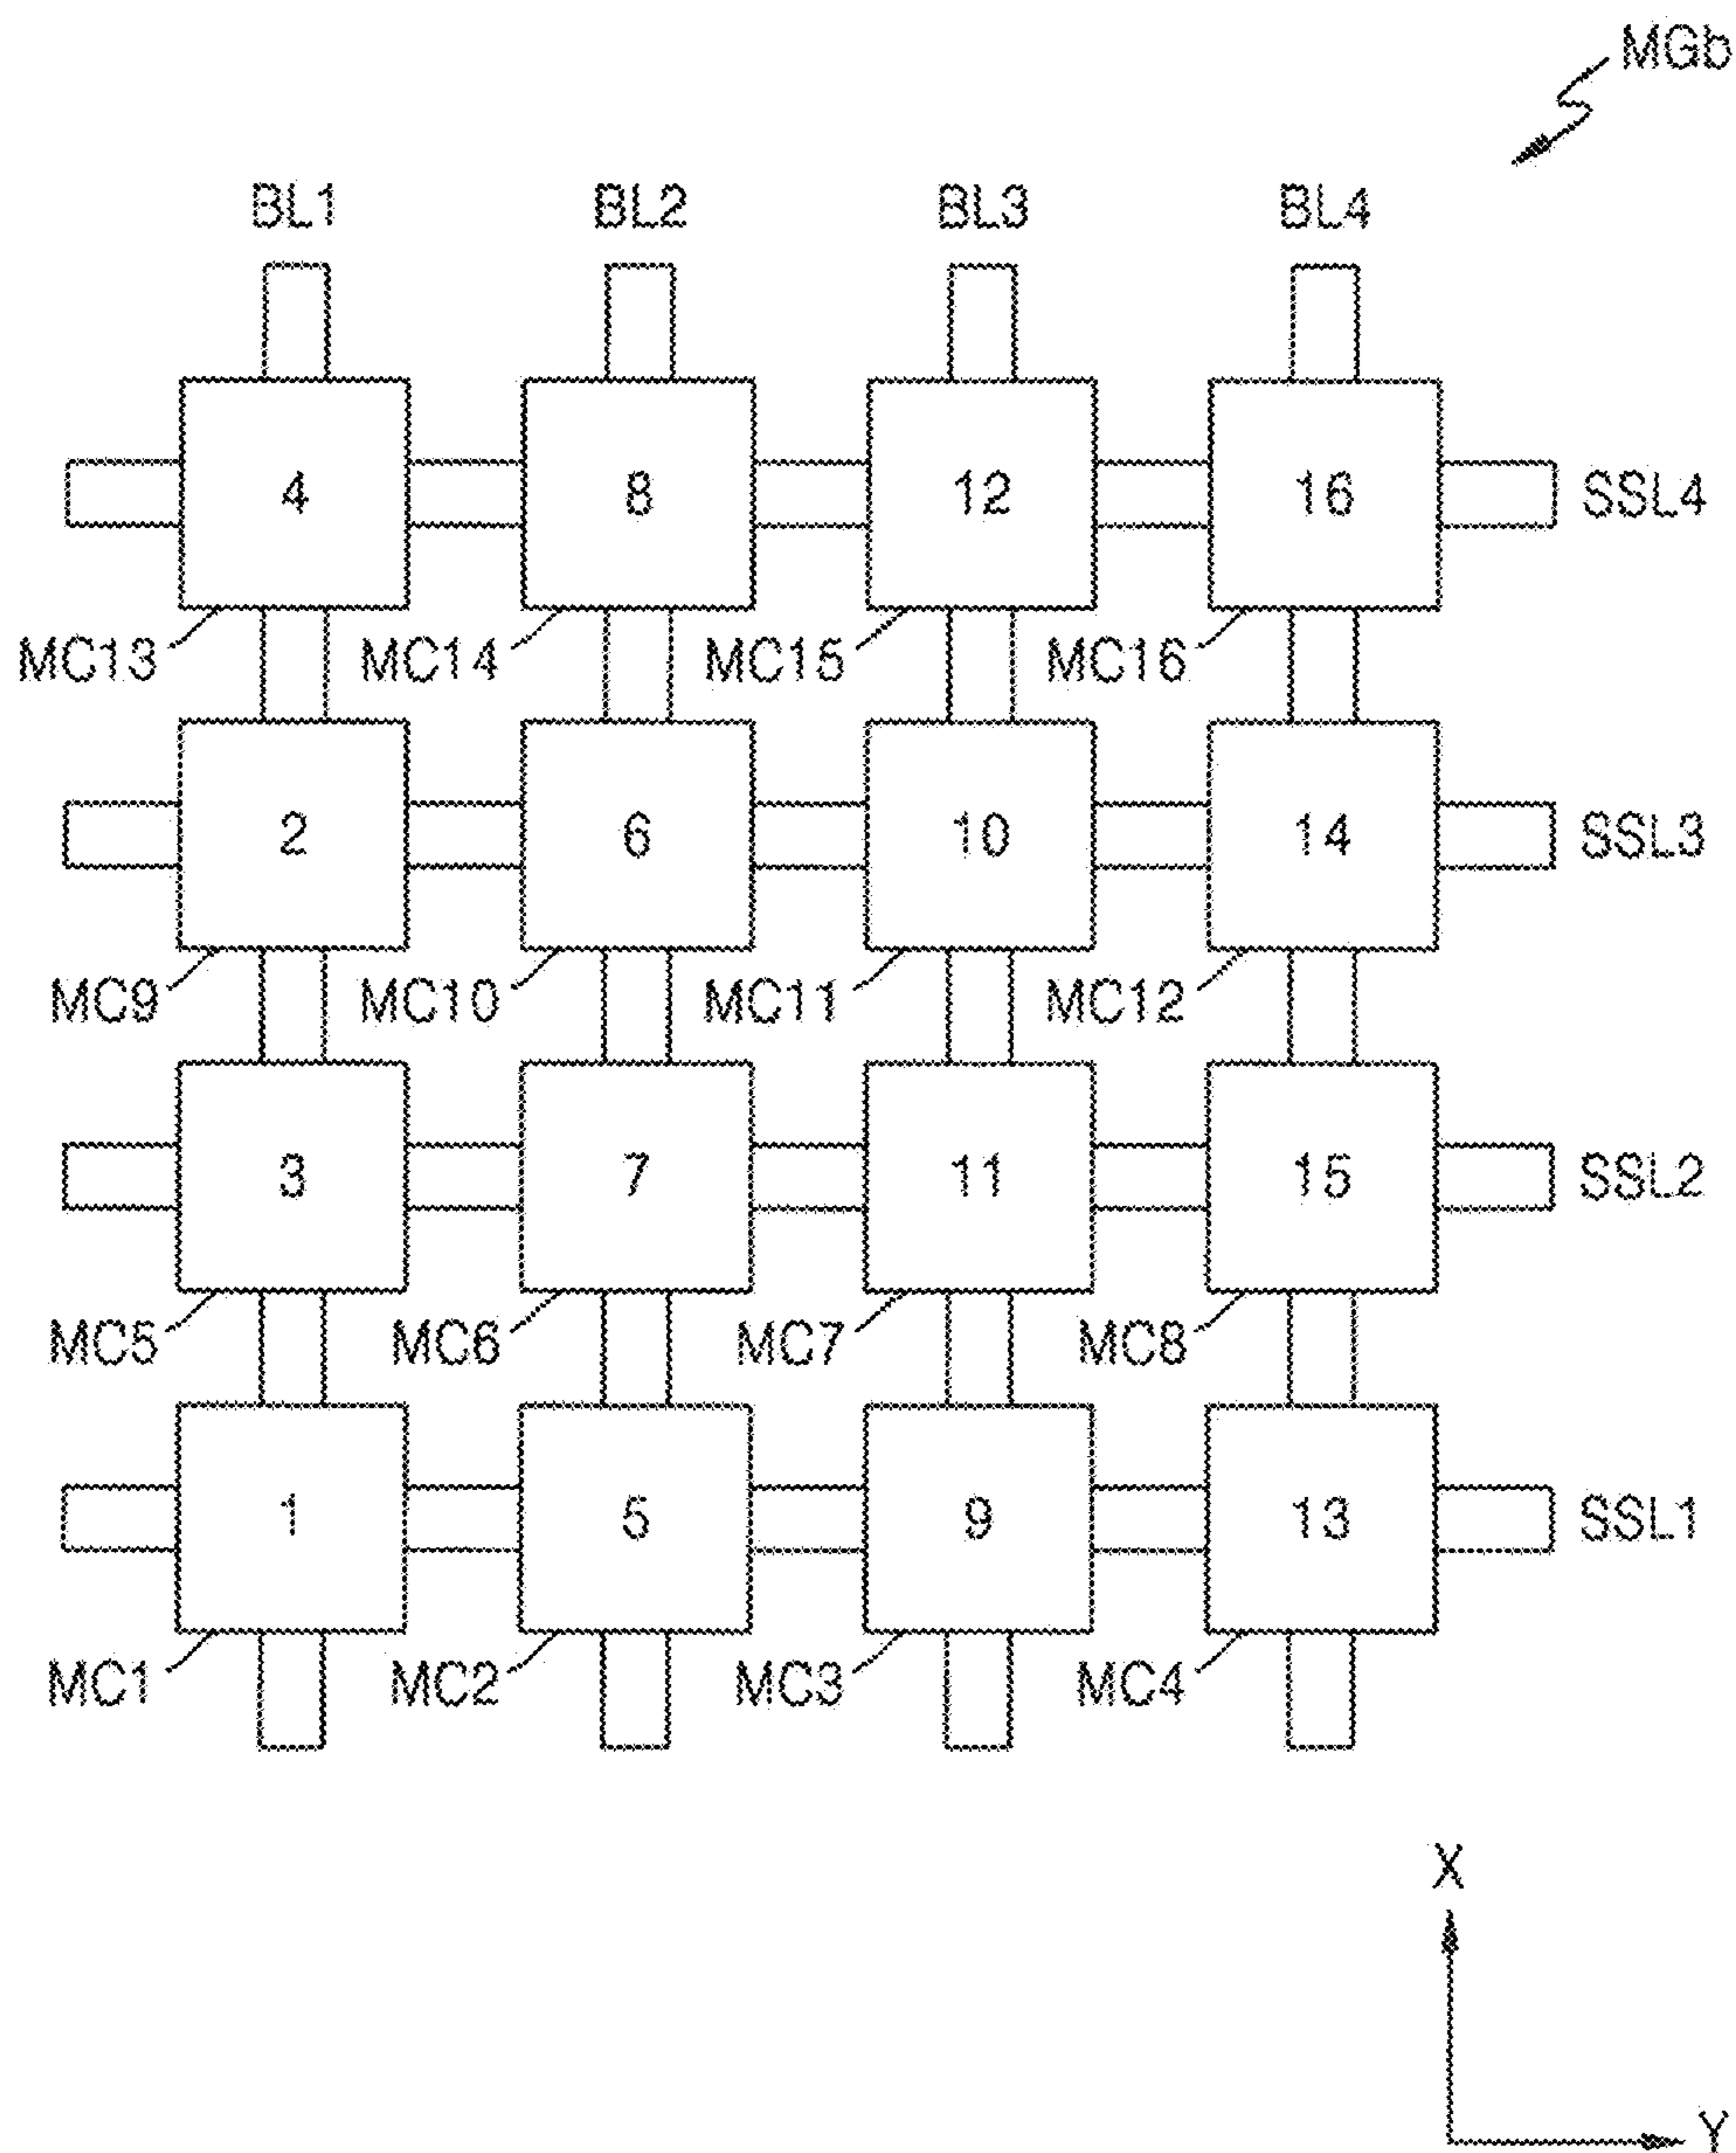 MGb
BL1 BL2 BL3 BL4
4 8 12 16 SSL4
MC13 MC14 MC15 MC16
2 6 10 14 SSL3
MC9 MC10 MC11 MC12
3 7 11 15 SSL2
MC5 MC6 MC7 MC8
1 5 9 13 SSL1
MC1 MC2 MC3 MC4
X
Y